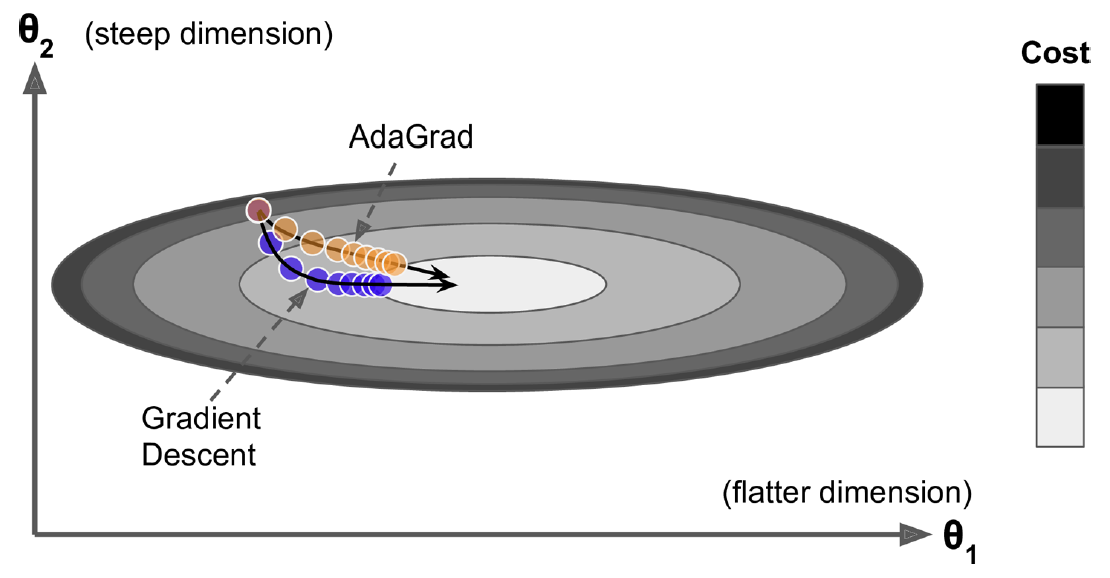 θ2 (steep dimension)
Cost
AdaGrad
Gradient
Descent
(flatter dimension)
θ1